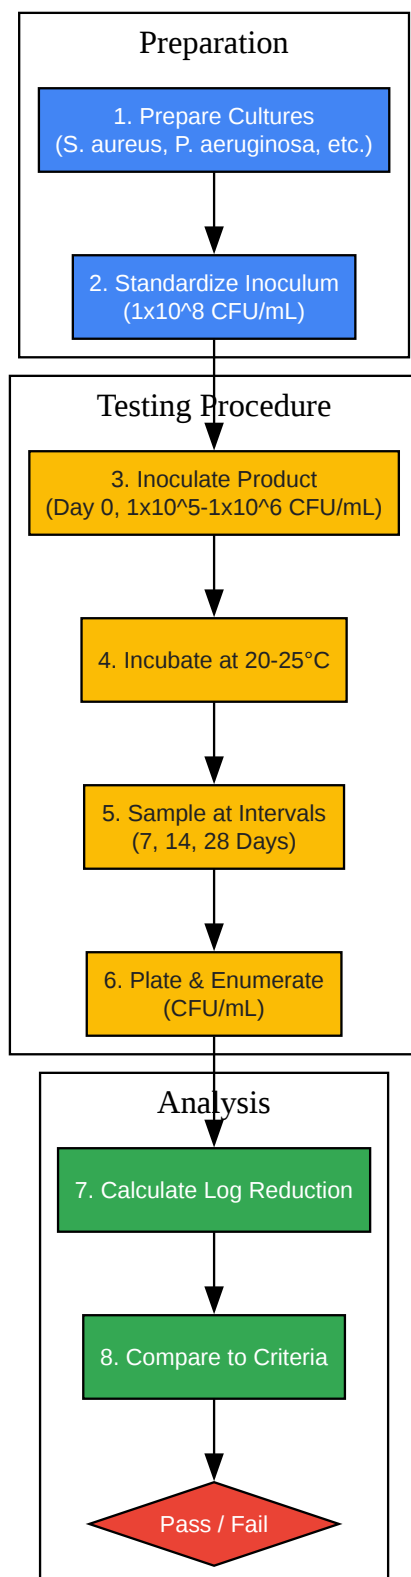 Preparation
1. Prepare Cultures
(S. aureus, P. aeruginosa, etc.)
2. Standardize Inoculum
(1x10^8 CFU/mL)
Testing Procedure
3. Inoculate Product
(Day 0, 1x10^5-1x10^6 CFU/mL)
4. Incubate at 20-25°C
5. Sample at Intervals
(7, 14, 28 Days)
6. Plate & Enumerate
(CFU/mL)
Analysis
7. Calculate Log Reduction
8. Compare to Criteria
Pass / Fail